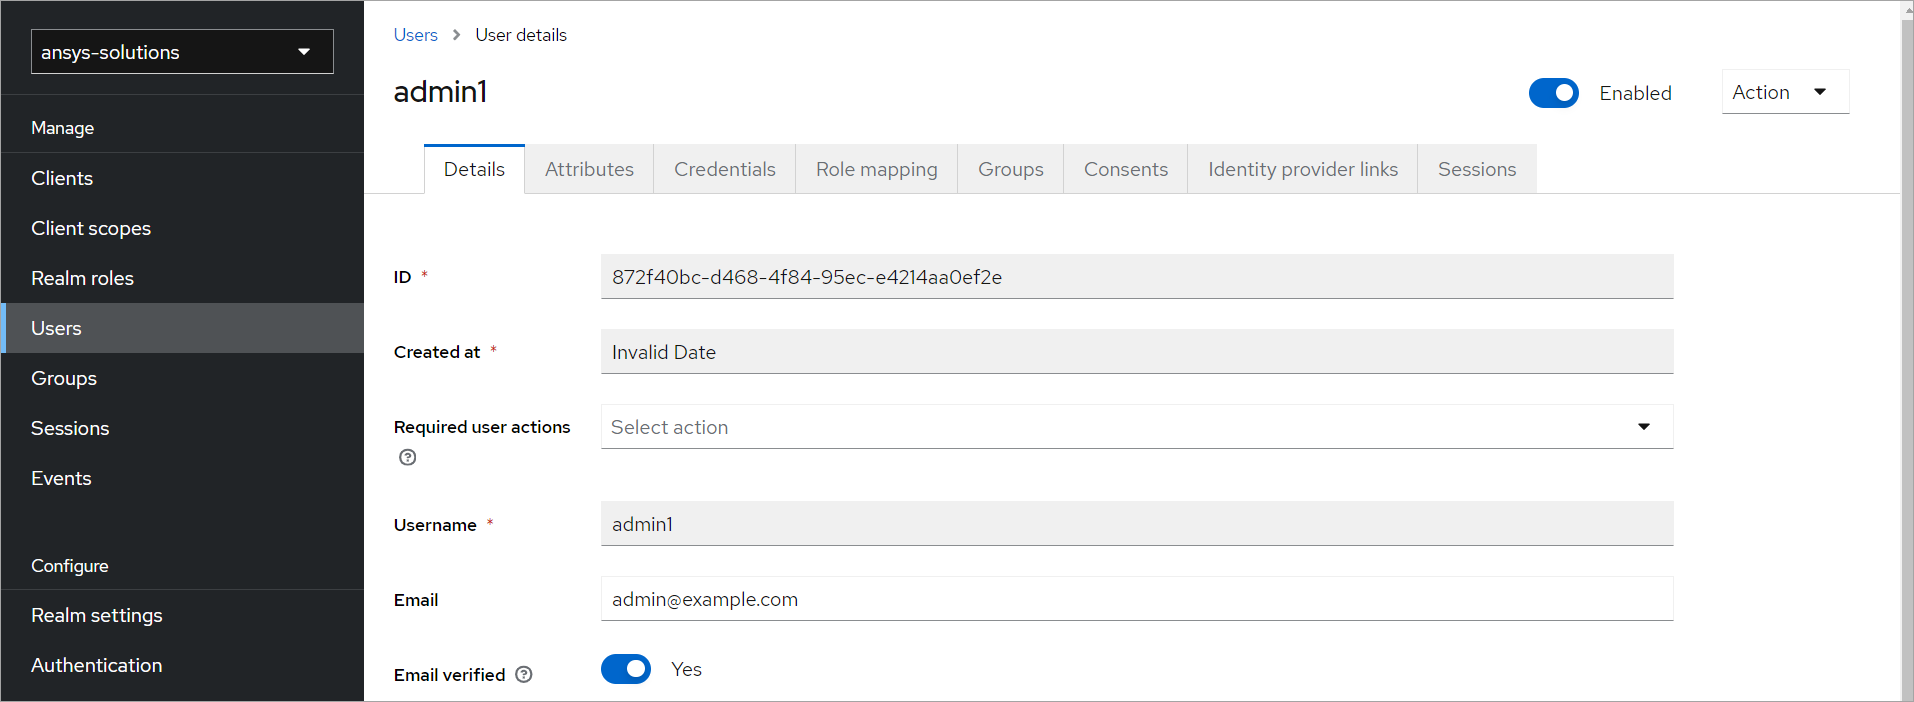 ansys-solutions
Manage
Clients
Client scopes
Realm roles
Users
Groups
Sessions
Events
Configure
Realm settings
Authentication
Users > User details
admin1
Enabled
Action
Details Attributes Credentials Role mapping Groups Consents Identity provider links Sessions
ID * 872f40bc-d468-4f84-95ec-e4214aa0ef2e
Created at * Invalid Date
Required user actions Select action
Username * admin1
Email admin@example.com
Email verified Yes